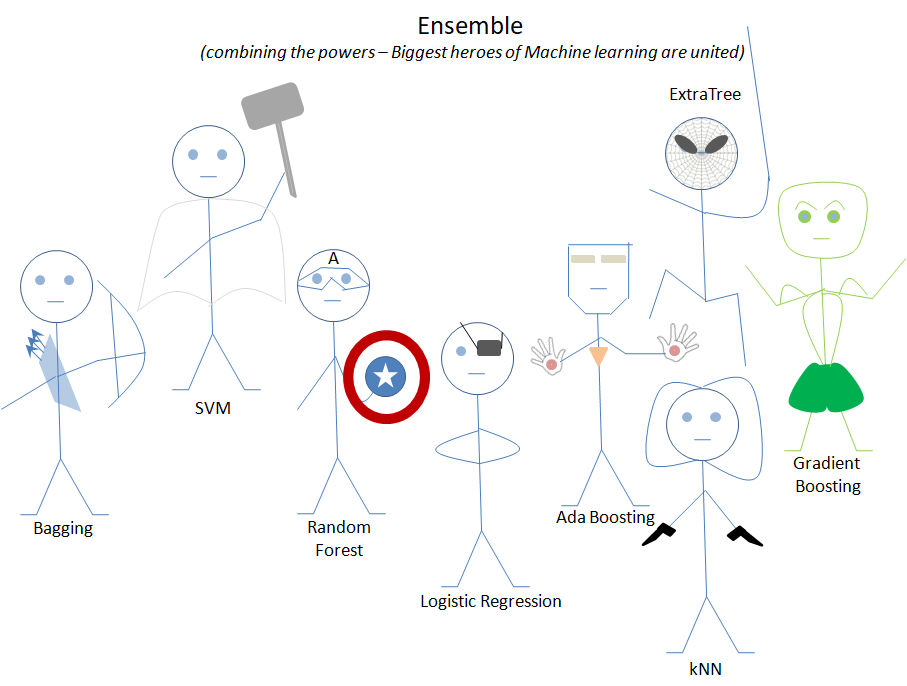 Ensemble
(combining the powers – Biggest heroes of Machine learning are united)
ExtraTree
A
SVM
Gradient
Boosting
Bagging
Random
Forest
Ada Boosting
Logistic Regression
kNN